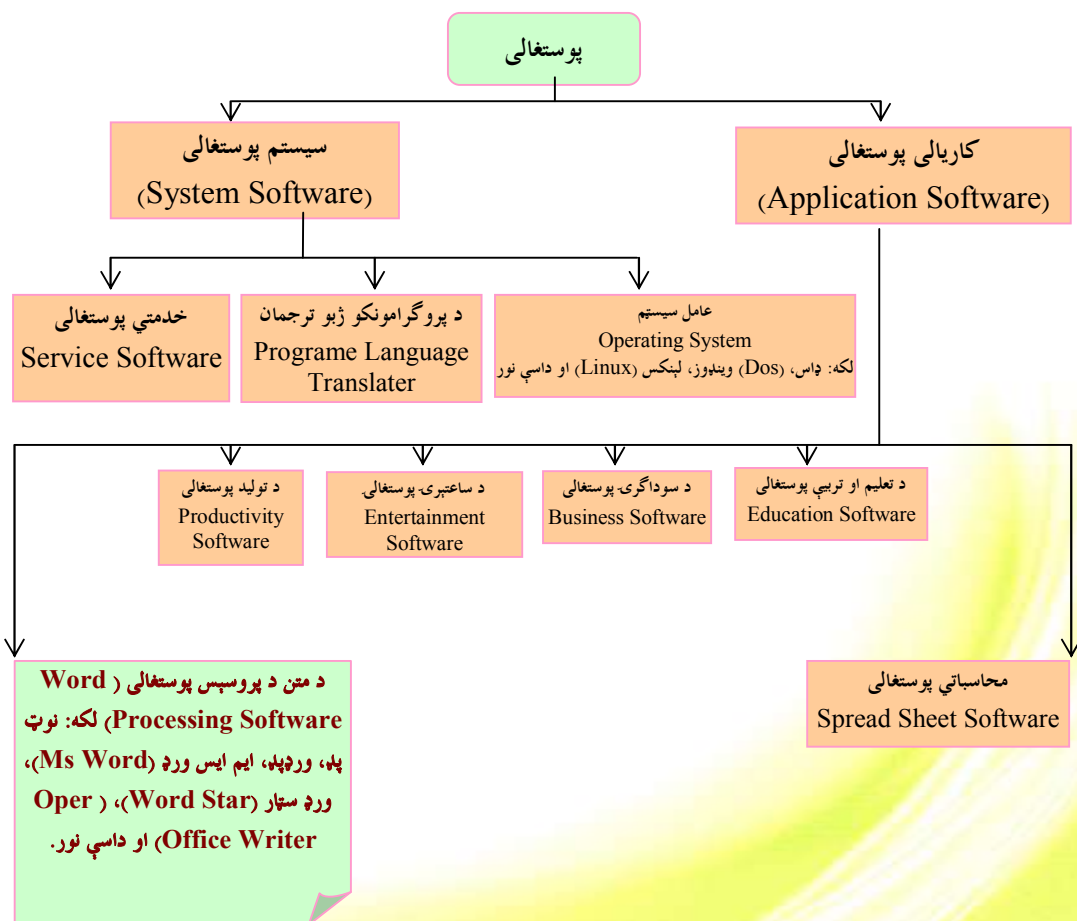 پوستغالی
سیستم پوستغالی
(System Software)
کاریالی پوستغالی
(Application Software)
خدمتي پوستغالی
Service Software
د پروگرامونکو ژبو ترجمان
Programe Language
Translater
عامل سیستم
Operating System
لکه: ډاس، (Dos) وینډوز، لېنکس (Linux) او داسې نور
د تولید پوستغالی
Productivity
Software
د ساعتېرۍ پوستغالی
Entertainment
Software
د سوداگرۍ پوستغالی
Business Software
د تعلیم او تربیې پوستغالی
Education Software
د متن د پروسېس پوستغالی (Word
Processing Software) لکه: نوټ
پډ، ورډپډ، ایم ایس ورډ (Ms Word)،
ورډ سټار (Word Star)، (Oper
Office Writer) او داسې نور.
محاسباتي پوستغالی
Spread Sheet Software